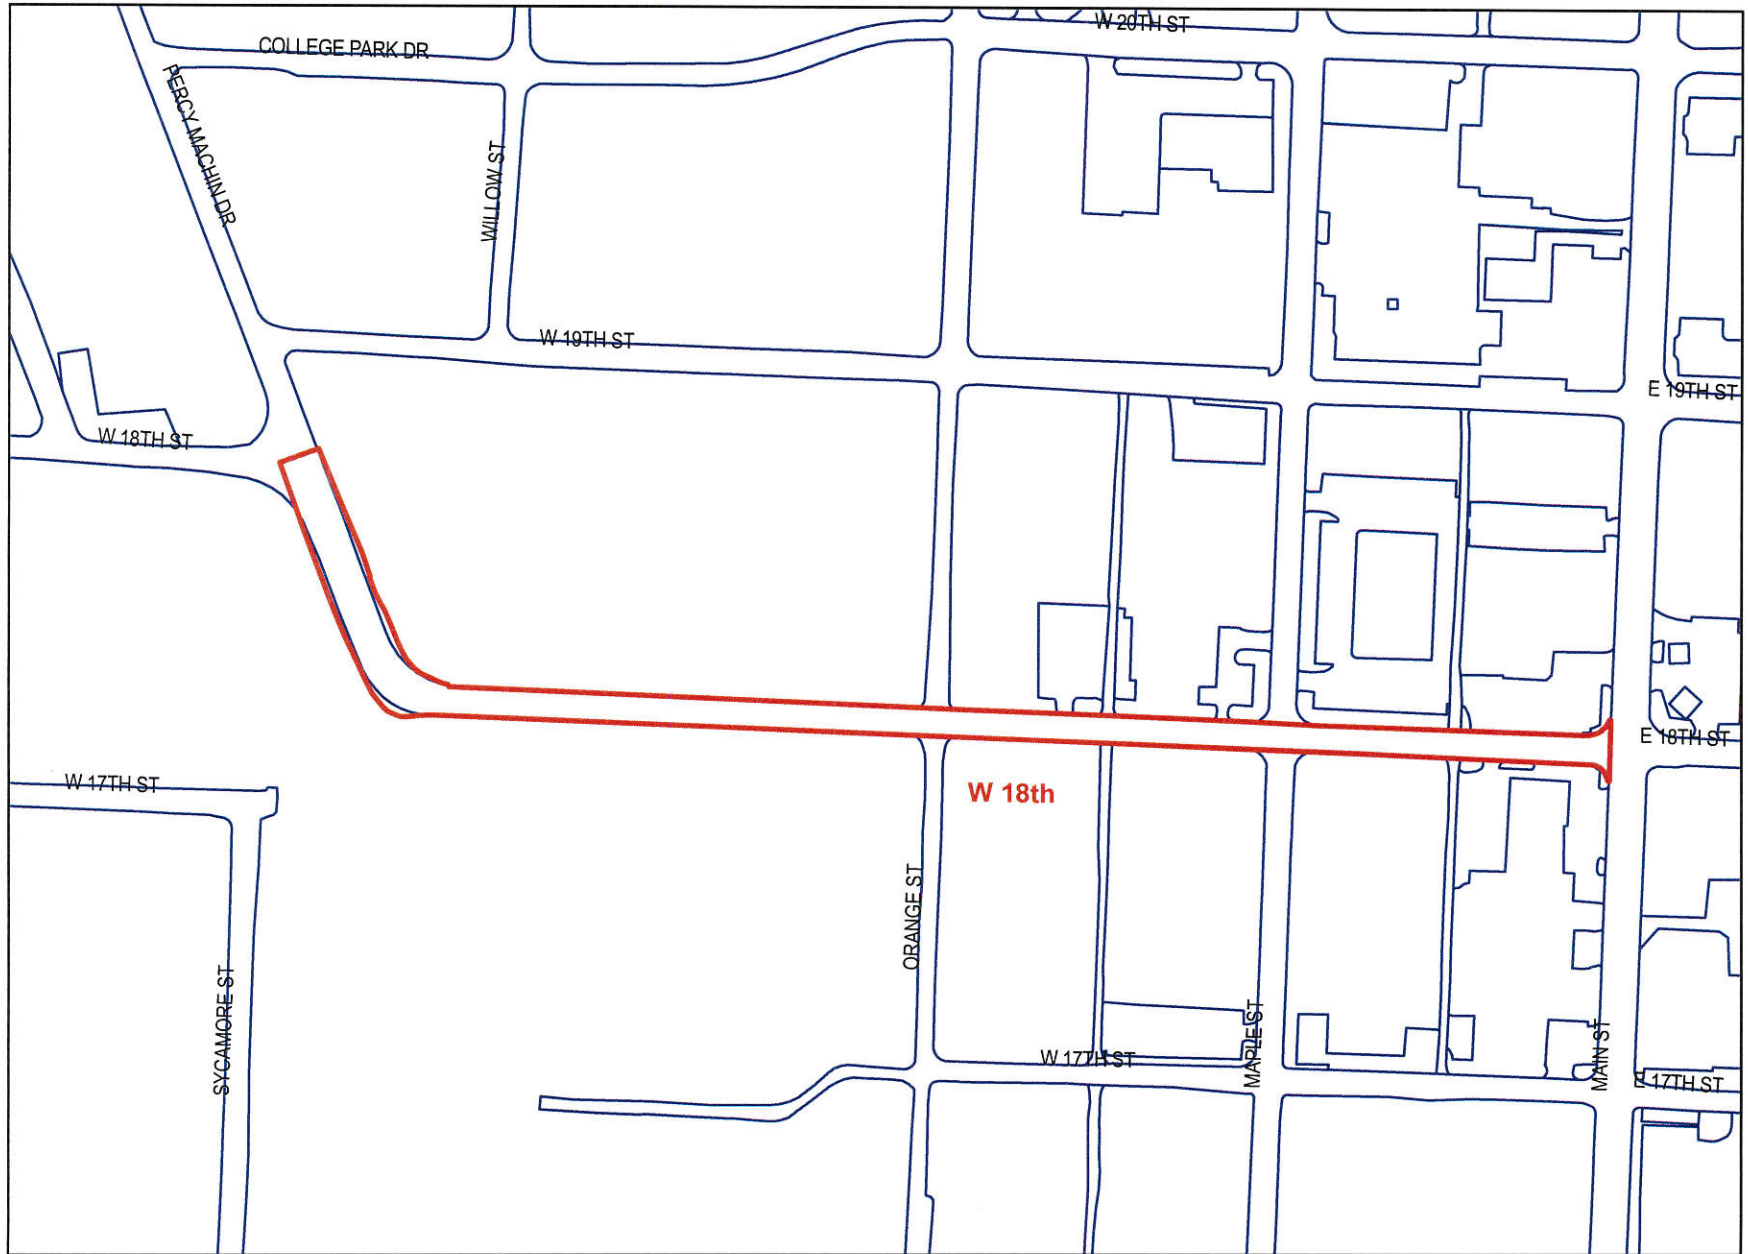 W 20TH ST
COLLEGE PARK DR
PERCY MACHIN DR
WILLOW ST
W 19TH ST
E 19TH ST
W 18TH ST
E 18TH ST
W 17TH ST
W 18th
ORANGE ST
SYCAMORE ST
MAPLE ST
MAIN ST
W 17TH ST
E 17TH ST